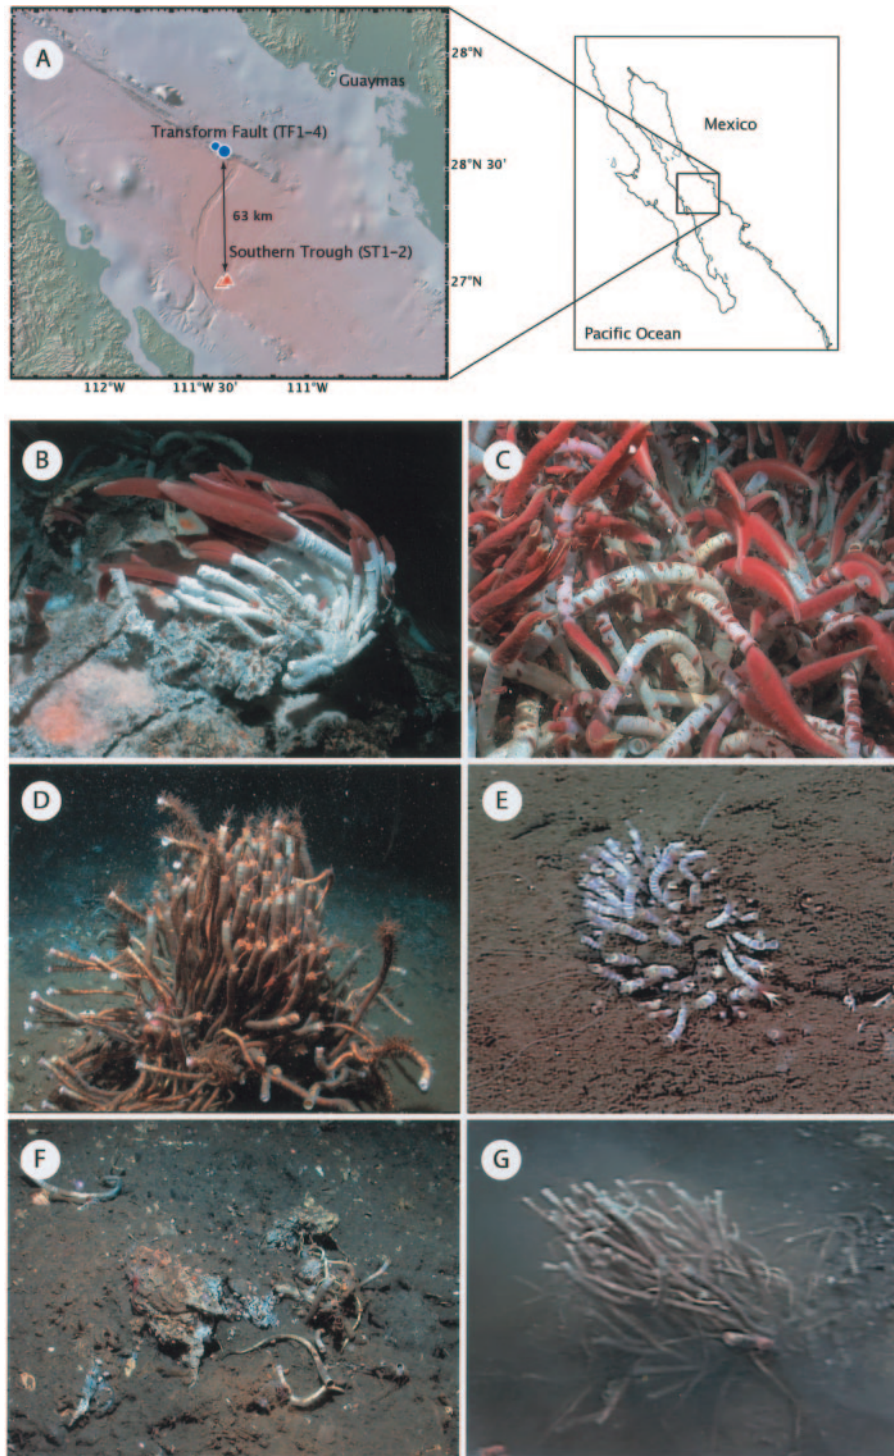 A
28°N
Guaymas
Transform Fault (TF1-4)
Mexico
28°N 30'
63 km
Southern Trough (ST1-2)
27°N
Pacific Ocean
112°W
111°W 30'
111°W
B
C
D
E
F
G